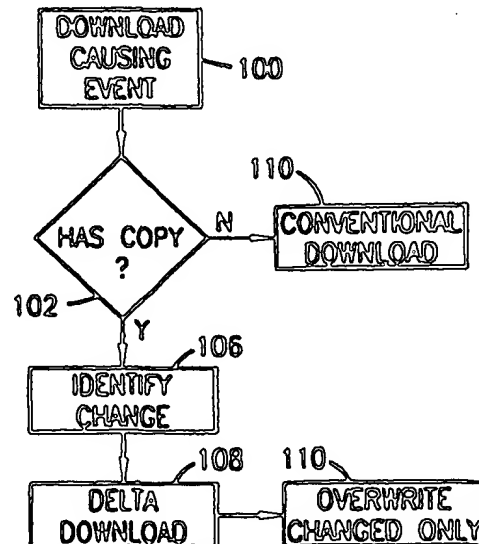 DOWNLOAD
CAUSING
EVENT
100
HAS COPY
?
102
N
110
CONVENTIONAL
DOWNLOAD
Y
106
IDENTIFY
CHANGE
108
DELTA
DOWNLOAD
110
OVERWRITE
CHANGED ONLY